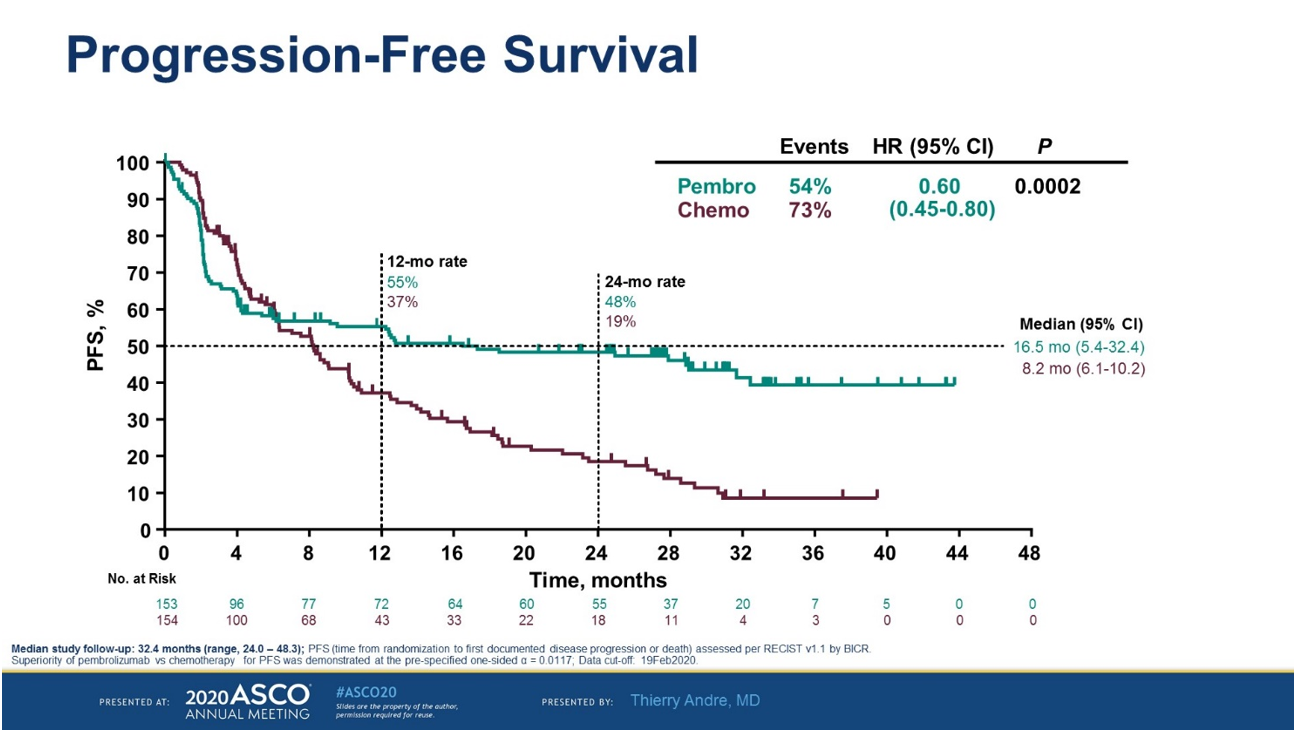 Progression-Free Survival
Events HR (95% CI) P
Pembro 54% 0.60 0.0002
Chemo 73% (0.45-0.80)
PFS, %
100
90
80
70
60
50
40
30
20
10
0
12-mo rate
55%
37%
24-mo rate
48%
19%
Median (95% CI)
16.5 mo (5.4-32.4)
8.2 mo (6.1-10.2)
0 4 8 12 16 20 24 28 32 36 40 44 48
Time, months
No. at Risk
153 96 77 72 64 60 55 37 20 7 5 0 0
154 100 68 43 33 22 18 11 4 3 0 0 0
Median study follow-up: 32.4 months (range, 24.0 – 48.3); PFS (time from randomization to first documented disease progression or death) assessed per RECIST v1.1 by BICR.
Superiority of pembrolizumab vs chemotherapy for PFS was demonstrated at the pre-specified one-sided α = 0.0117; Data cut-off: 19Feb2020.
PRESENTED AT:
2020 ASCO
ANNUAL MEETING
#ASCO20
Slides are the property of the author,
permission required for reuse.
PRESENTED BY: Thierry Andre, MD